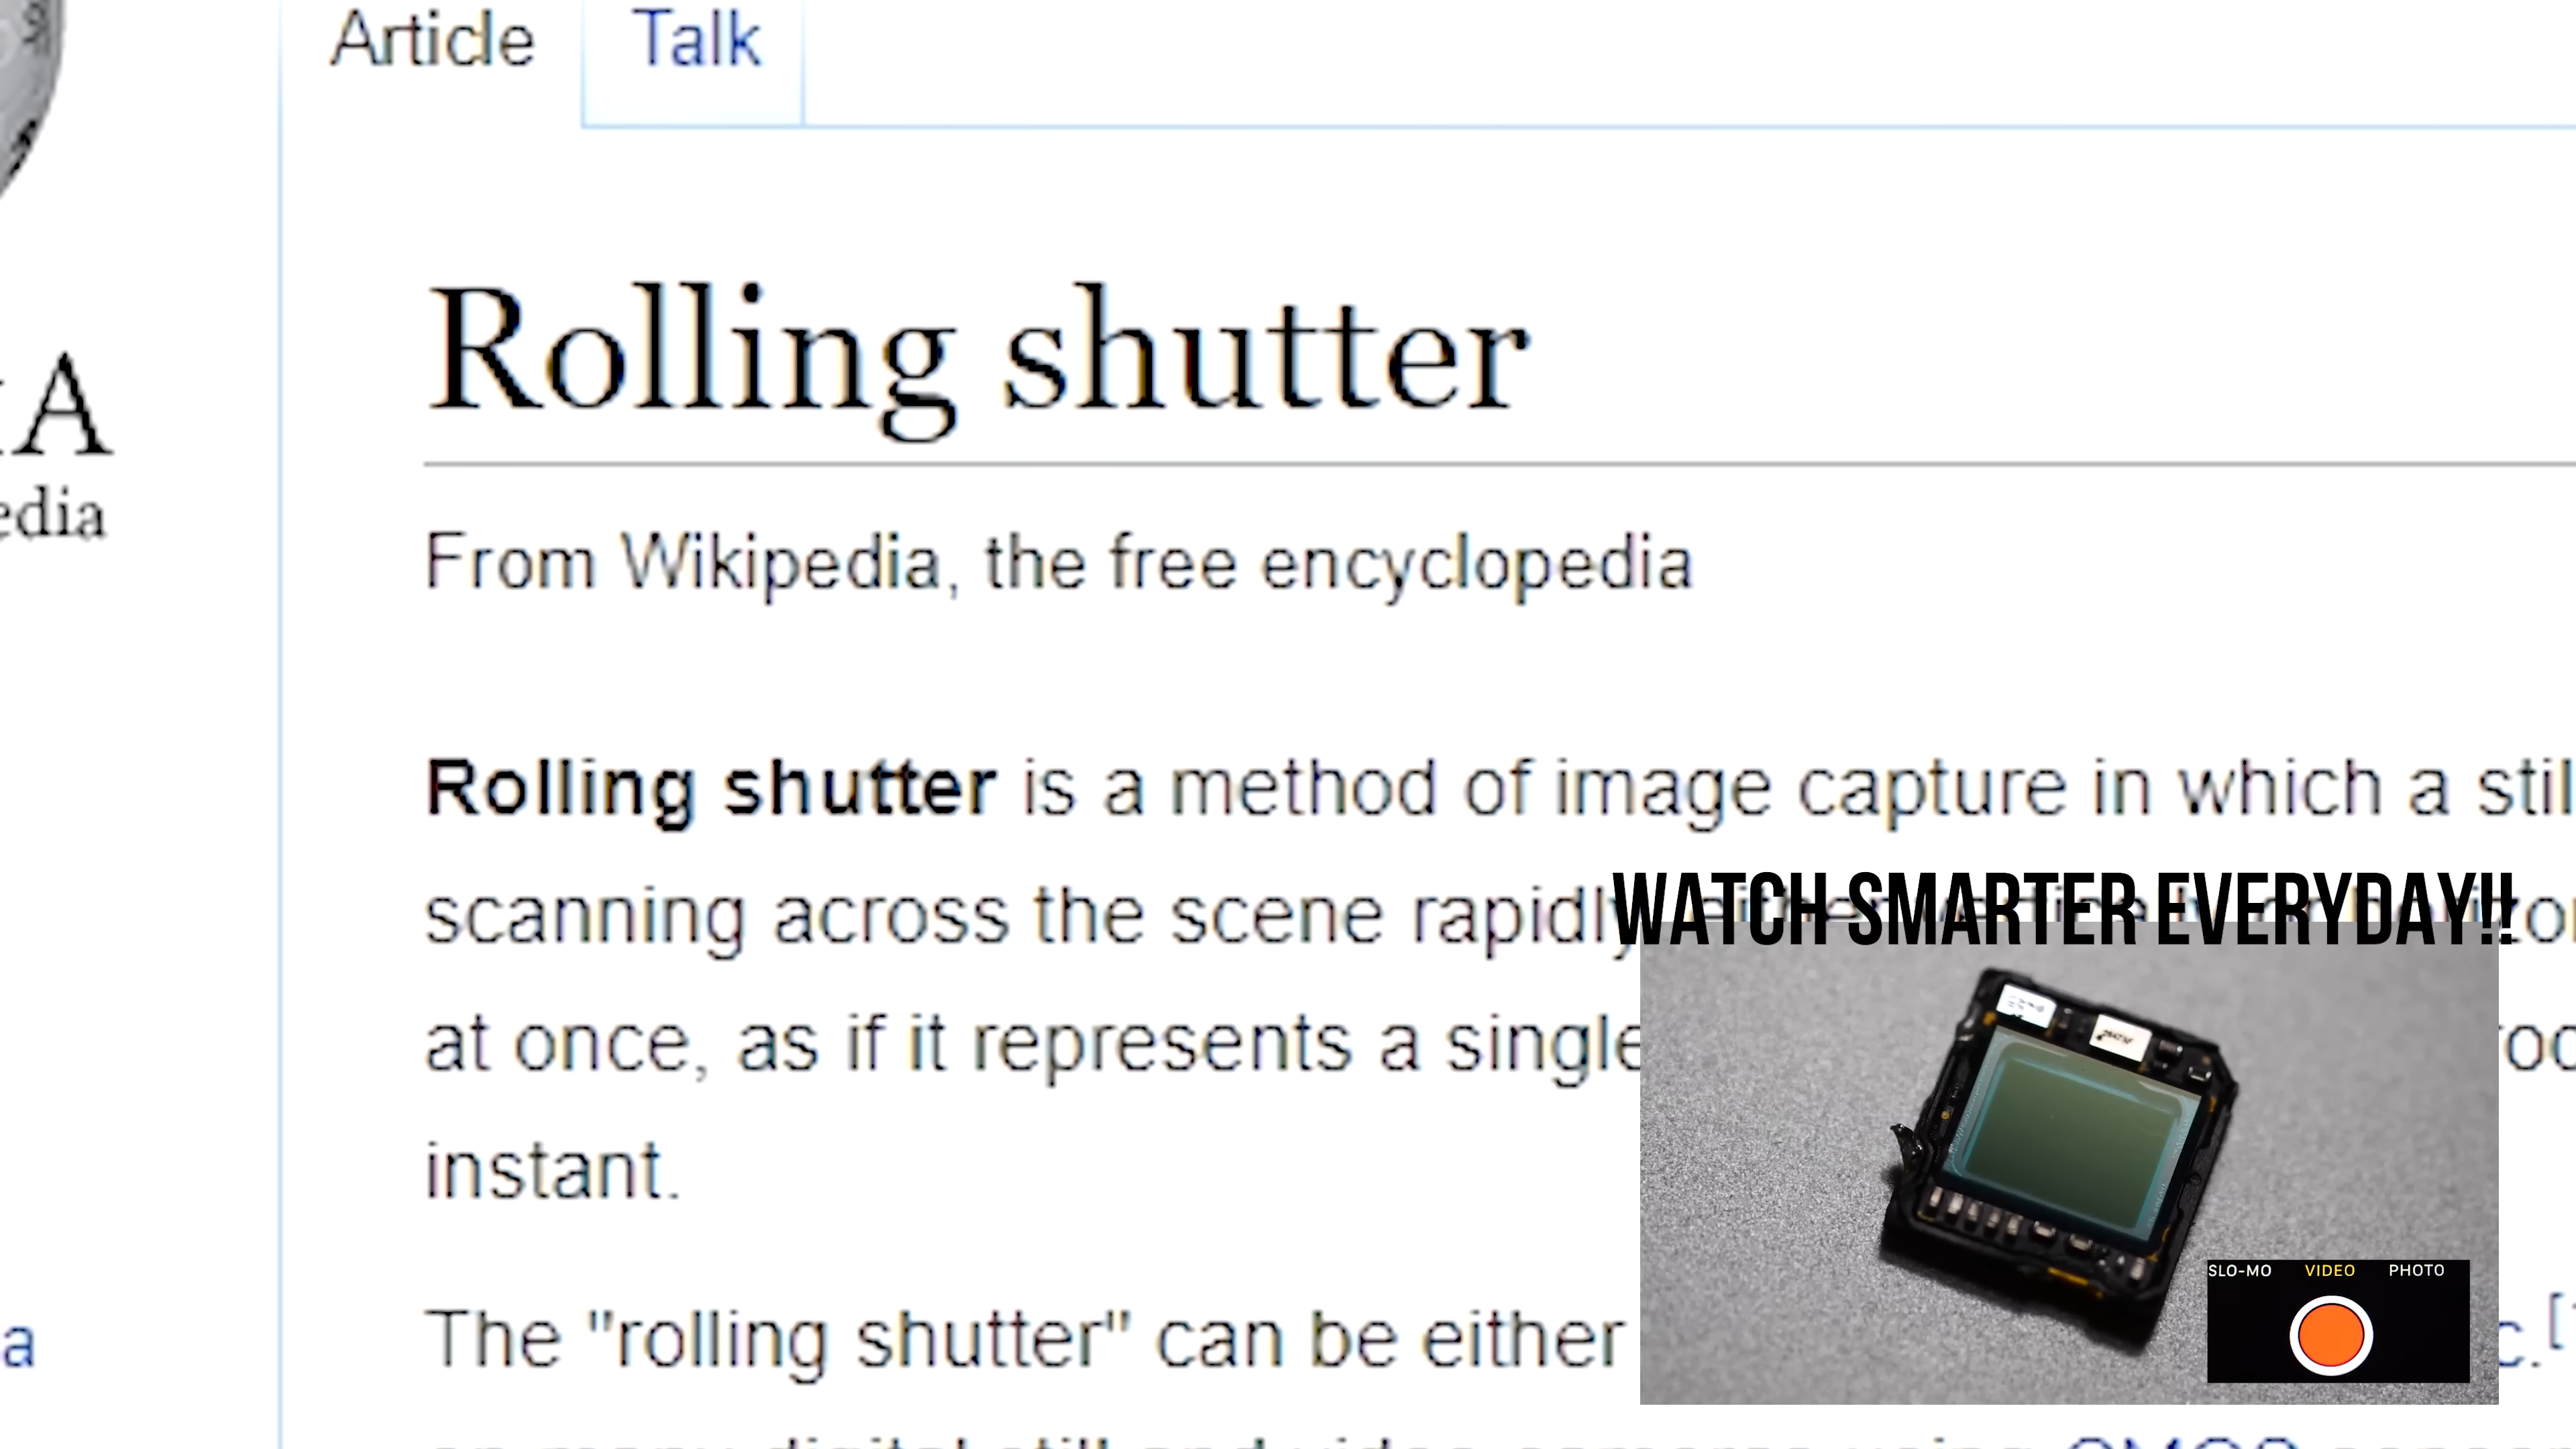 Article Talk
Rolling shutter
A
edia
From Wikipedia, the free encyclopedia
Rolling shutter is a method of image capture in which a stil
WATCH SMARTER EVERYDAY!!
scanning across the scene rapidly
at once, as if it represents a single
instant.
SLO-MO VIDEO PHOTO
The "rolling shutter" can be either
a
c.[